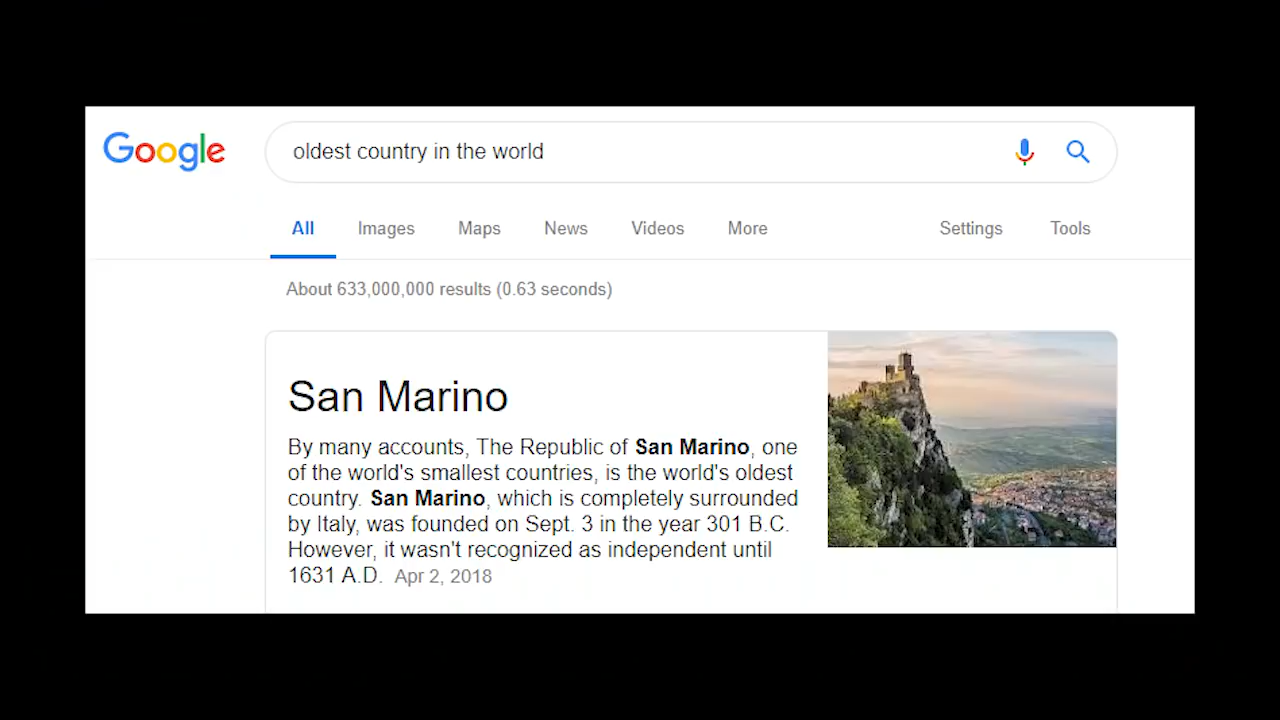 Google
oldest country in the world
All Images Maps News Videos More Settings Tools
About 633,000,000 results (0.63 seconds)
San Marino
By many accounts, The Republic of San Marino, one
of the world's smallest countries, is the world's oldest
country. San Marino, which is completely surrounded
by Italy, was founded on Sept. 3 in the year 301 B.C.
However, it wasn't recognized as independent until
1631 A.D. Apr 2, 2018